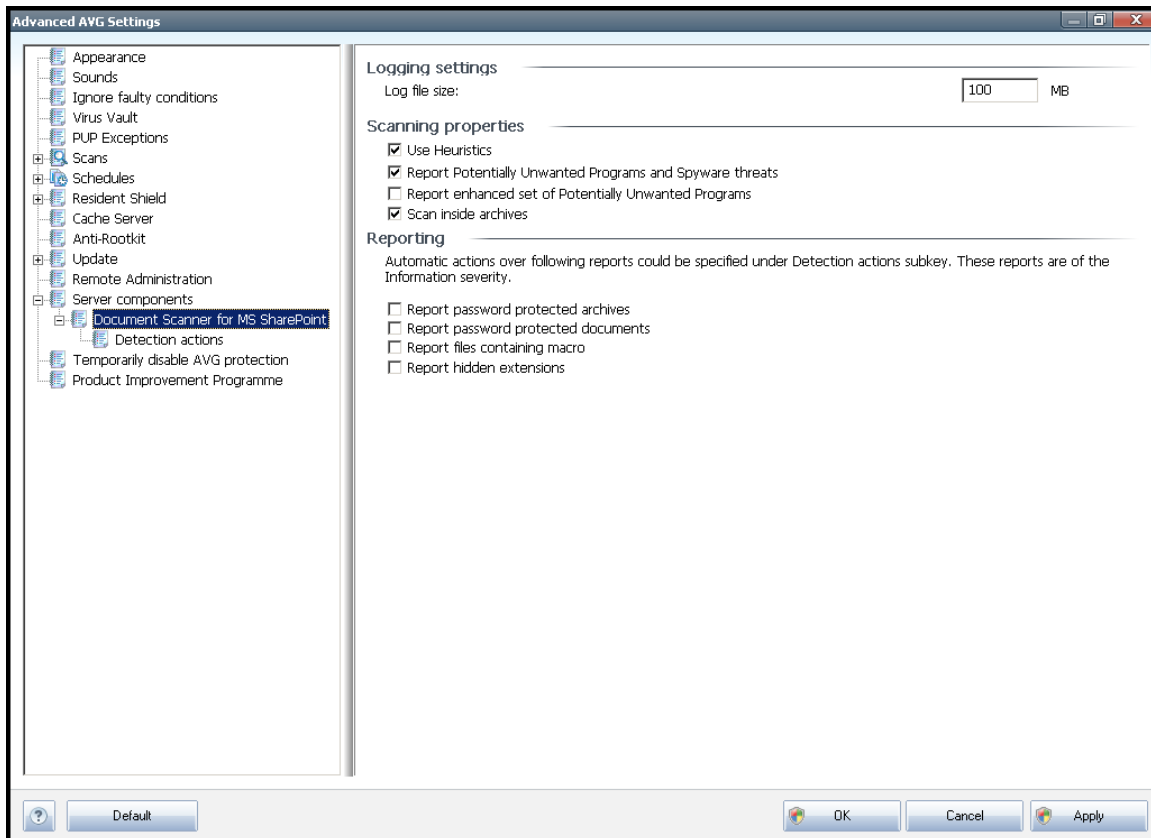 Advanced AVG Settings
Appearance
Sounds
Ignore faulty conditions
Virus Vault
PUP Exceptions
Scans
Schedules
Resident Shield
Cache Server
Anti-Rootkit
Update
Remote Administration
Server components
Document Scanner for MS SharePoint
Detection actions
Temporarily disable AVG protection
Product Improvement Programme
Logging settings
Log file size: 100 MB
Scanning properties
Use Heuristics
Report Potentially Unwanted Programs and Spyware threats
Report enhanced set of Potentially Unwanted Programs
Scan inside archives
Reporting
Automatic actions over following reports could be specified under Detection actions subkey. These reports are of the
Information severity.
Report password protected archives
Report password protected documents
Report files containing macro
Report hidden extensions
? Default OK Cancel Apply